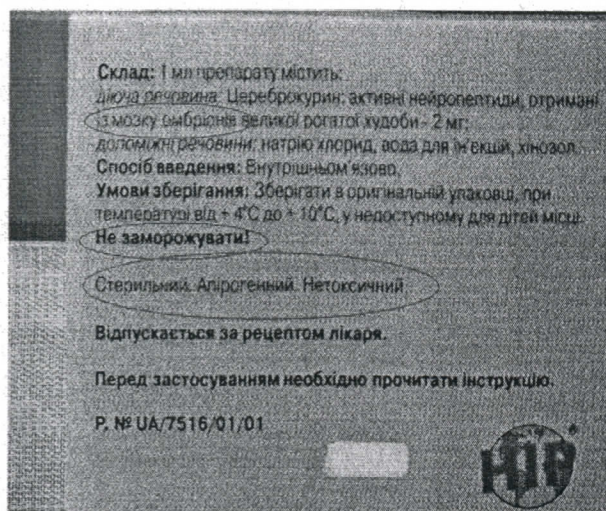 Склад: 1 мл препарату містить:
діюча речовина: Цереброкурин: активні нейропептиди, отримані
із мозку ембріонів великої рогатої худоби - 2 мг;
допоміжні речовини: натрію хлорид, вода для ін'єкцій, хінозол.
Спосіб введення: Внутрішньом'язово.
Умови зберігання: Зберігати в оригінальній упаковці, при
температурі від + 4°C до + 10°C, у недоступному для дітей місці.
Не заморожувати!
Стерильний. Апірогенний. Нетоксичний
Відпускається за рецептом лікаря.
Перед застосуванням необхідно прочитати інструкцію.
Р. № UA/7516/01/01
НІР
®